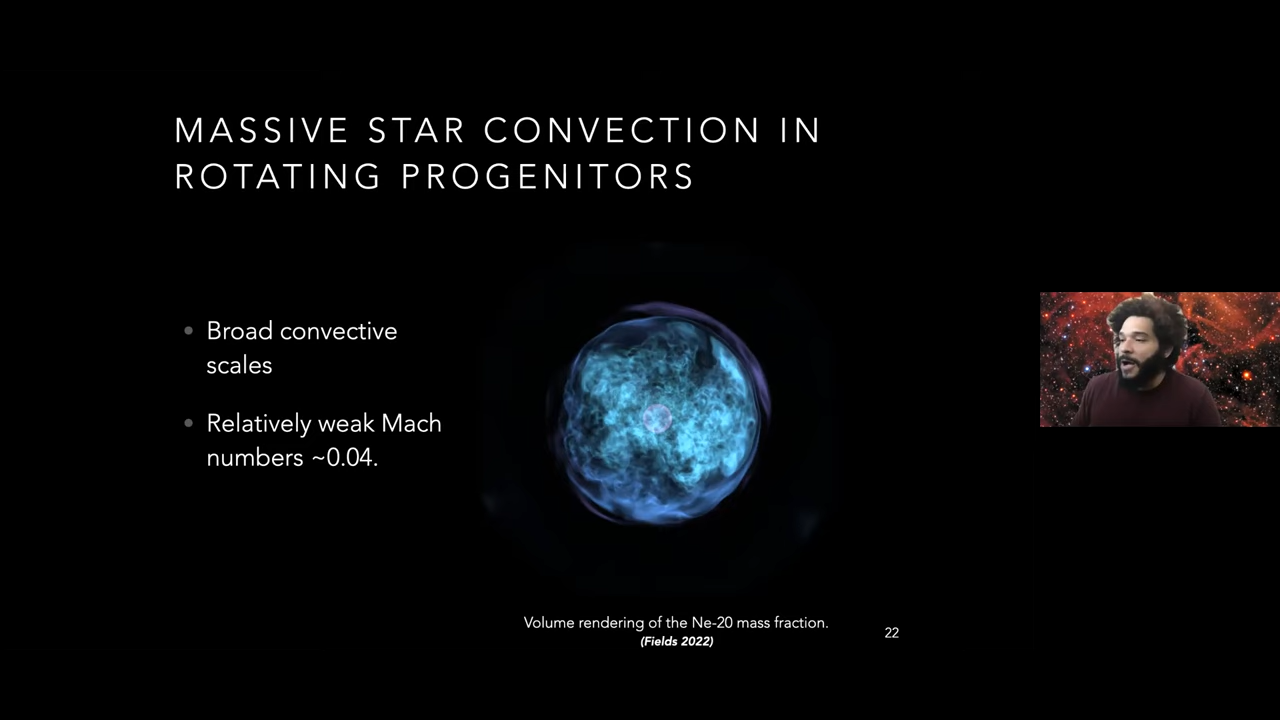 MASSIVE STAR CONVECTION IN
ROTATING PROGENITORS
• Broad convective
scales
• Relatively weak Mach
numbers ~0.04.
Volume rendering of the Ne-20 mass fraction.
(Fields 2022)
22